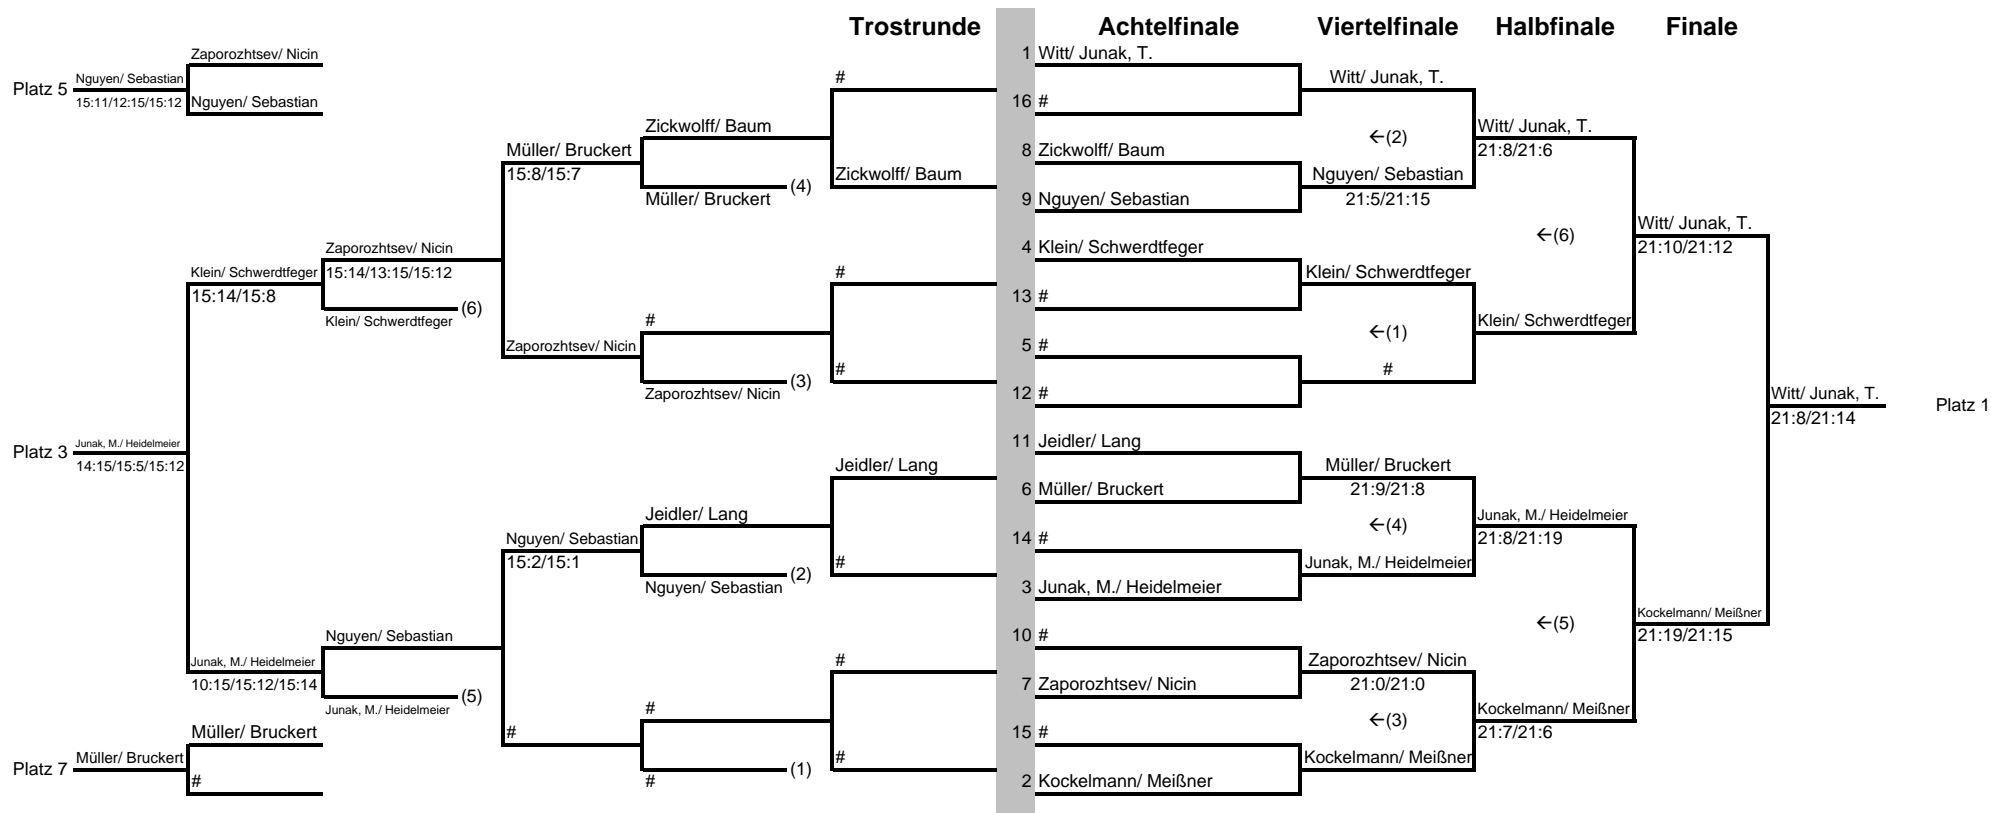 Trostrunde Achtelfinale Viertelfinale Halbfinale Finale
Zaporozhtsev/ Nicin
1 Witt/ Junak, T.
Platz 5 Nguyen/ Sebastian
#
Witt/ Junak, T.
15:11/12:15/15:12 Nguyen/ Sebastian
16 #
Zickwolff/ Baum
←(2)
Witt/ Junak, T.
Müller/ Bruckert
8 Zickwolff/ Baum
21:8/21:6
15:8/15:7
Zickwolff/ Baum
Nguyen/ Sebastian
(4)
Müller/ Bruckert
9 Nguyen/ Sebastian
21:5/21:15
Witt/ Junak, T.
←(6)
Zaporozhtsev/ Nicin
4 Klein/ Schwerdtfeger
21:10/21:12
Klein/ Schwerdtfeger
15:14/13:15/15:12
#
Klein/ Schwerdtfeger
15:14/15:8
(6)
13 #
Klein/ Schwerdtfeger
#
←(1)
Klein/ Schwerdtfeger
Zaporozhtsev/ Nicin
5 #
#
#
(3)
Zaporozhtsev/ Nicin
12 #
Witt/ Junak, T.
Platz 1
21:8/21:14
11 Jeidler/ Lang
Platz 3 Junak, M./ Heidelmeier
14:15/15:5/15:12
Jeidler/ Lang
Müller/ Bruckert
6 Müller/ Bruckert
21:9/21:8
Jeidler/ Lang
←(4)
Junak, M./ Heidelmeier
Nguyen/ Sebastian
14 #
21:8/21:19
15:2/15:1
#
Junak, M./ Heidelmeier
(2)
Nguyen/ Sebastian
3 Junak, M./ Heidelmeier
Kockelmann/ Meißner
←(5)
Nguyen/ Sebastian
10 #
21:19/21:15
Junak, M./ Heidelmeier
#
Zaporozhtsev/ Nicin
10:15/15:12/15:14
(5)
7 Zaporozhtsev/ Nicin
21:0/21:0
Junak, M./ Heidelmeier
#
Kockelmann/ Meißner
←(3)
Müller/ Bruckert
#
15 #
21:7/21:6
Platz 7 Müller/ Bruckert
#
Kockelmann/ Meißner
(1)
#
#
2 Kockelmann/ Meißner